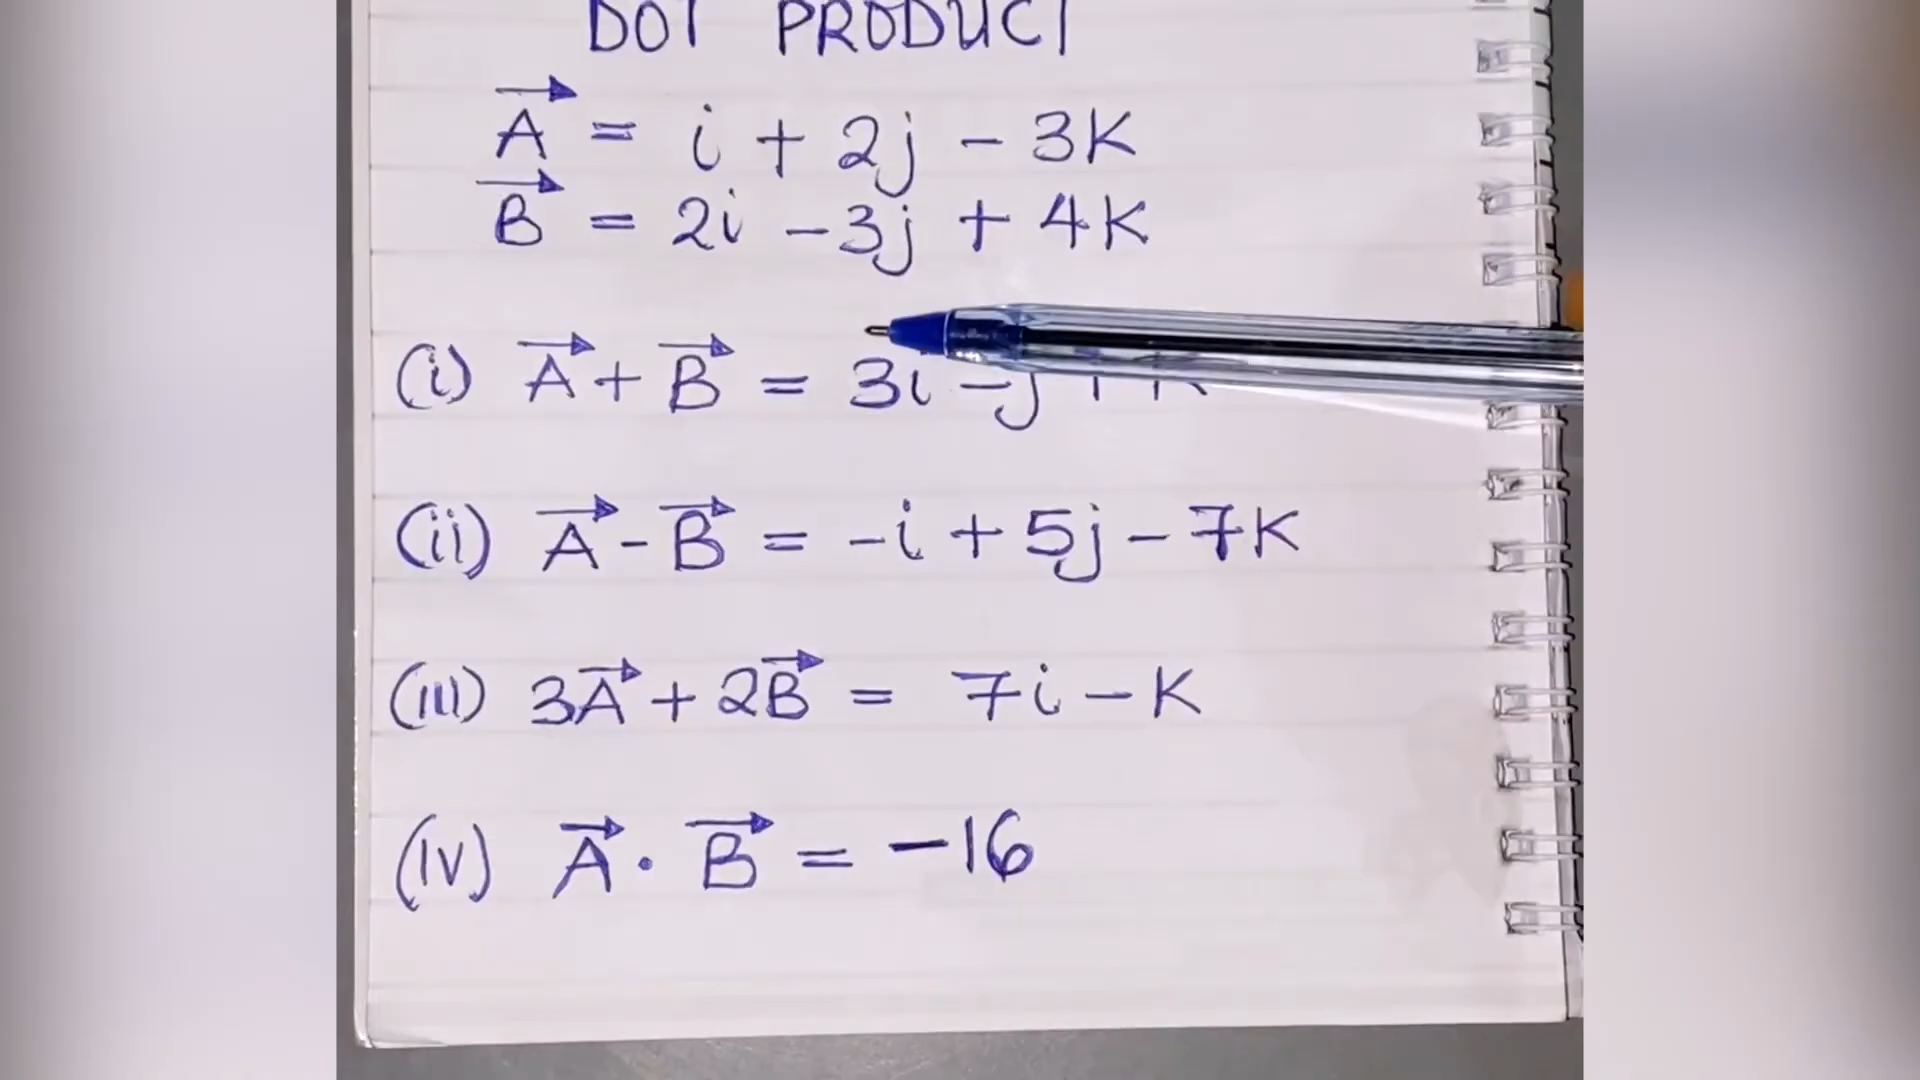 DOT PRODUCT
A⃗ = i + 2j - 3K
B⃗ = 2i - 3j + 4K
(i) A⃗ + B⃗ = 3i - j + K
(ii) A⃗ - B⃗ = -i + 5j - 7K
(iii) 3A⃗ + 2B⃗ = 7i - K
(iv) A⃗ . B⃗ = -16